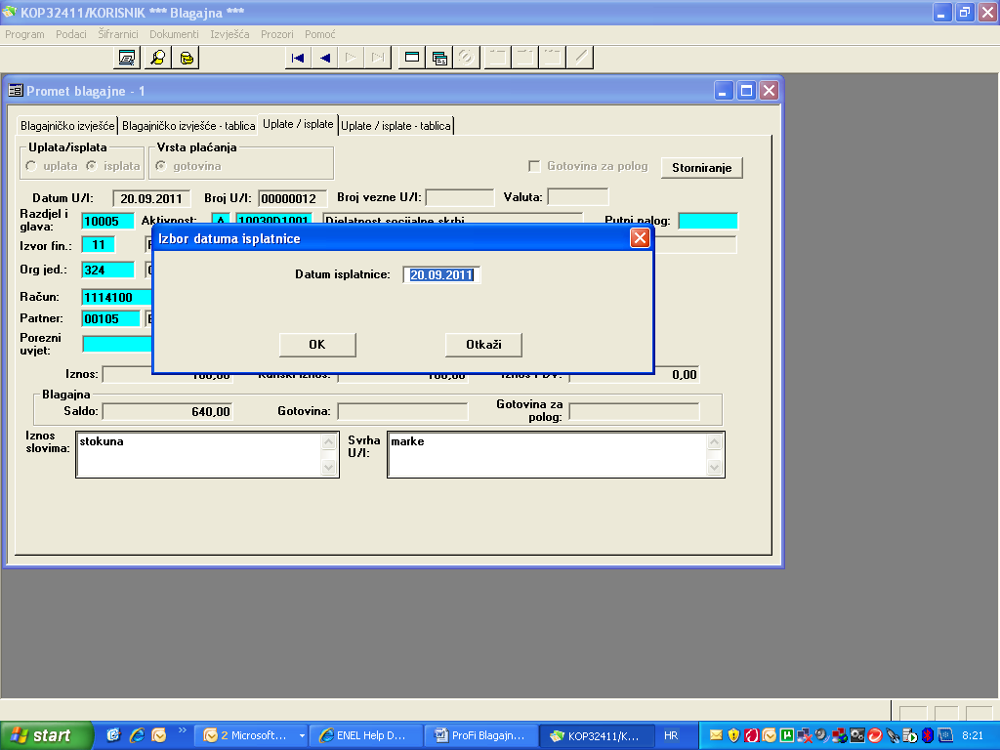 KOP32411/KORISNIK *** Blagajna ***
Program Podaci Šifrarnici Dokumenti Izvješća Prozori Pomoć
Promet blagajne - 1
Blagajničko izvješće Blagajničko izvješće - tablica Uplate / isplate Uplate / isplate - tablica
Uplata/isplata Vrsta plaćanja
uplata isplata gotovina Gotovina za polog Storniranje
Datum U/I: 20.09.2011 Broj U/I: 00000012 Broj vezne U/I: Valuta:
Razdjel i glava: 10005 Aktivnost: A 10030D1001 Djelatnost socijalne skrbi Putni nalog:
Izvor fin.: 11
Izbor datuma isplatnice
Org jed.: 324
Datum isplatnice: 20.09.2011
Račun: 1114100
Partner: 00105
Porezni uvjet:
OK Otkaži
Iznos: 100,00 Kunski iznos: 100,00 Iznos PDV: 0,00
Blagajna
Saldo: 640,00 Gotovina: Gotovina za polog:
Iznos slovima: stokuna Svrha U/I: marke
start 2 Microsoft... ENEL Help D... ProFi Blagajn... KOP32411/K... HR 8:21